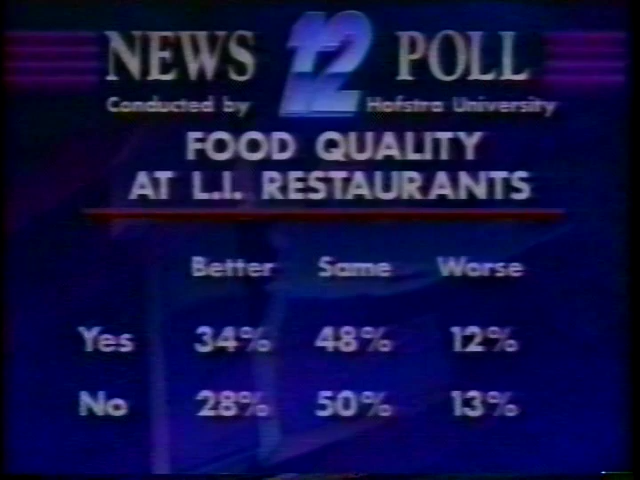 NEWS 12 POLL
Conducted by Hofstra University
FOOD QUALITY
AT L.I. RESTAURANTS
Better Same Worse
Yes 34% 48% 12%
No 28% 50% 13%